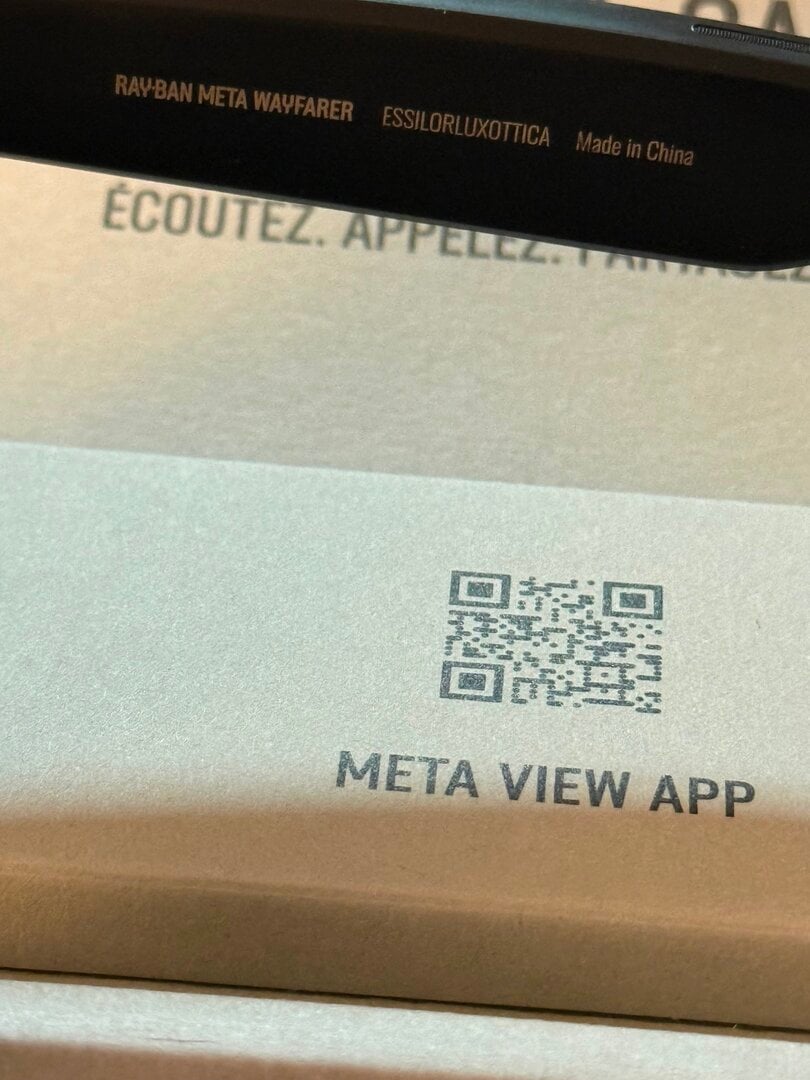 RAY-BAN META WAYFARER ESSILORLUXOTTICA Made in China
ÉCOUTEZ. APPELEZ.
META VIEW APP